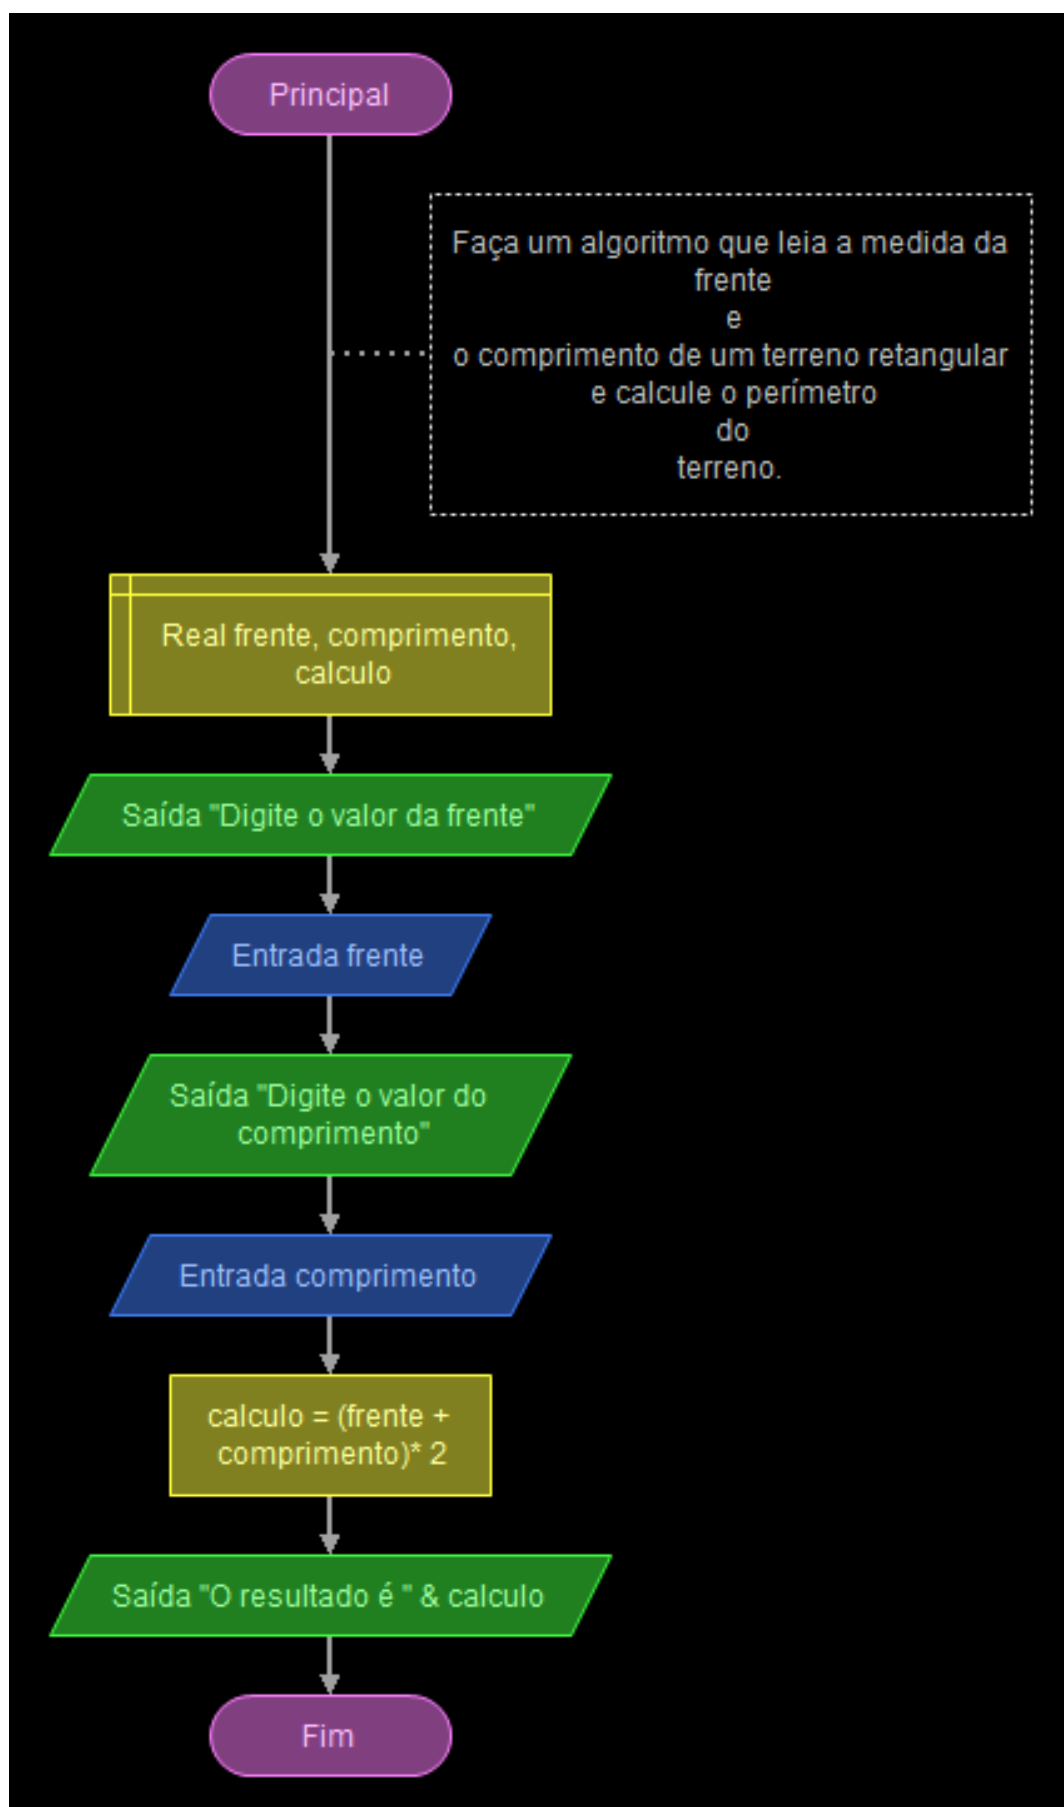 Principal
Faça um algoritmo que leia a medida da
frente
e
o comprimento de um terreno retangular
e calcule o perímetro
do
terreno.
Real frente, comprimento,
calculo
Saída "Digite o valor da frente"
Entrada frente
Saída "Digite o valor do
comprimento"
Entrada comprimento
calculo = (frente +
comprimento)* 2
Saída "O resultado é " & calculo
Fim